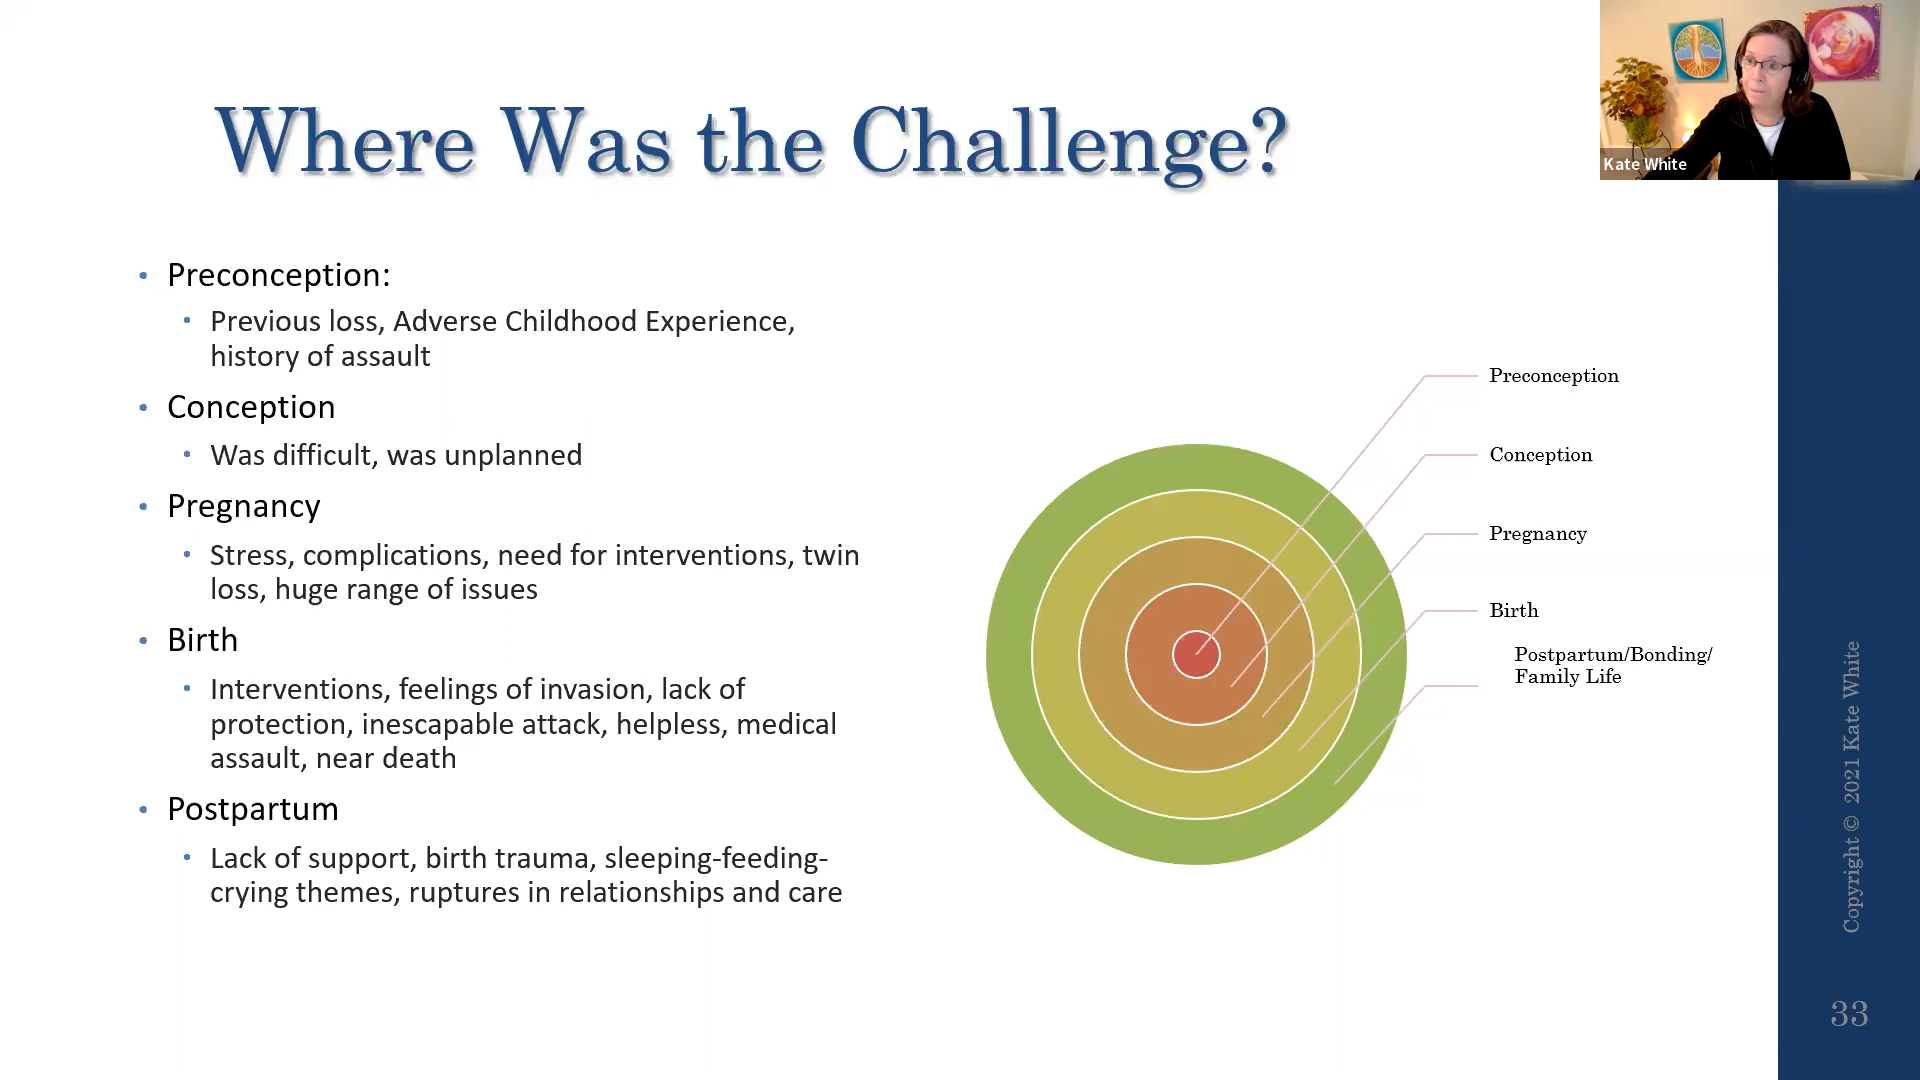 Where Was the Challenge?
Kate White
• Preconception:
• Previous loss, Adverse Childhood Experience,
history of assault
• Conception
• Was difficult, was unplanned
• Pregnancy
• Stress, complications, need for interventions, twin
loss, huge range of issues
• Birth
• Interventions, feelings of invasion, lack of
protection, inescapable attack, helpless, medical
assault, near death
• Postpartum
• Lack of support, birth trauma, sleeping-feeding-
crying themes, ruptures in relationships and care
Preconception
Conception
Pregnancy
Birth
Postpartum/Bonding/
Family Life
Copyright © 2021 Kate White
33